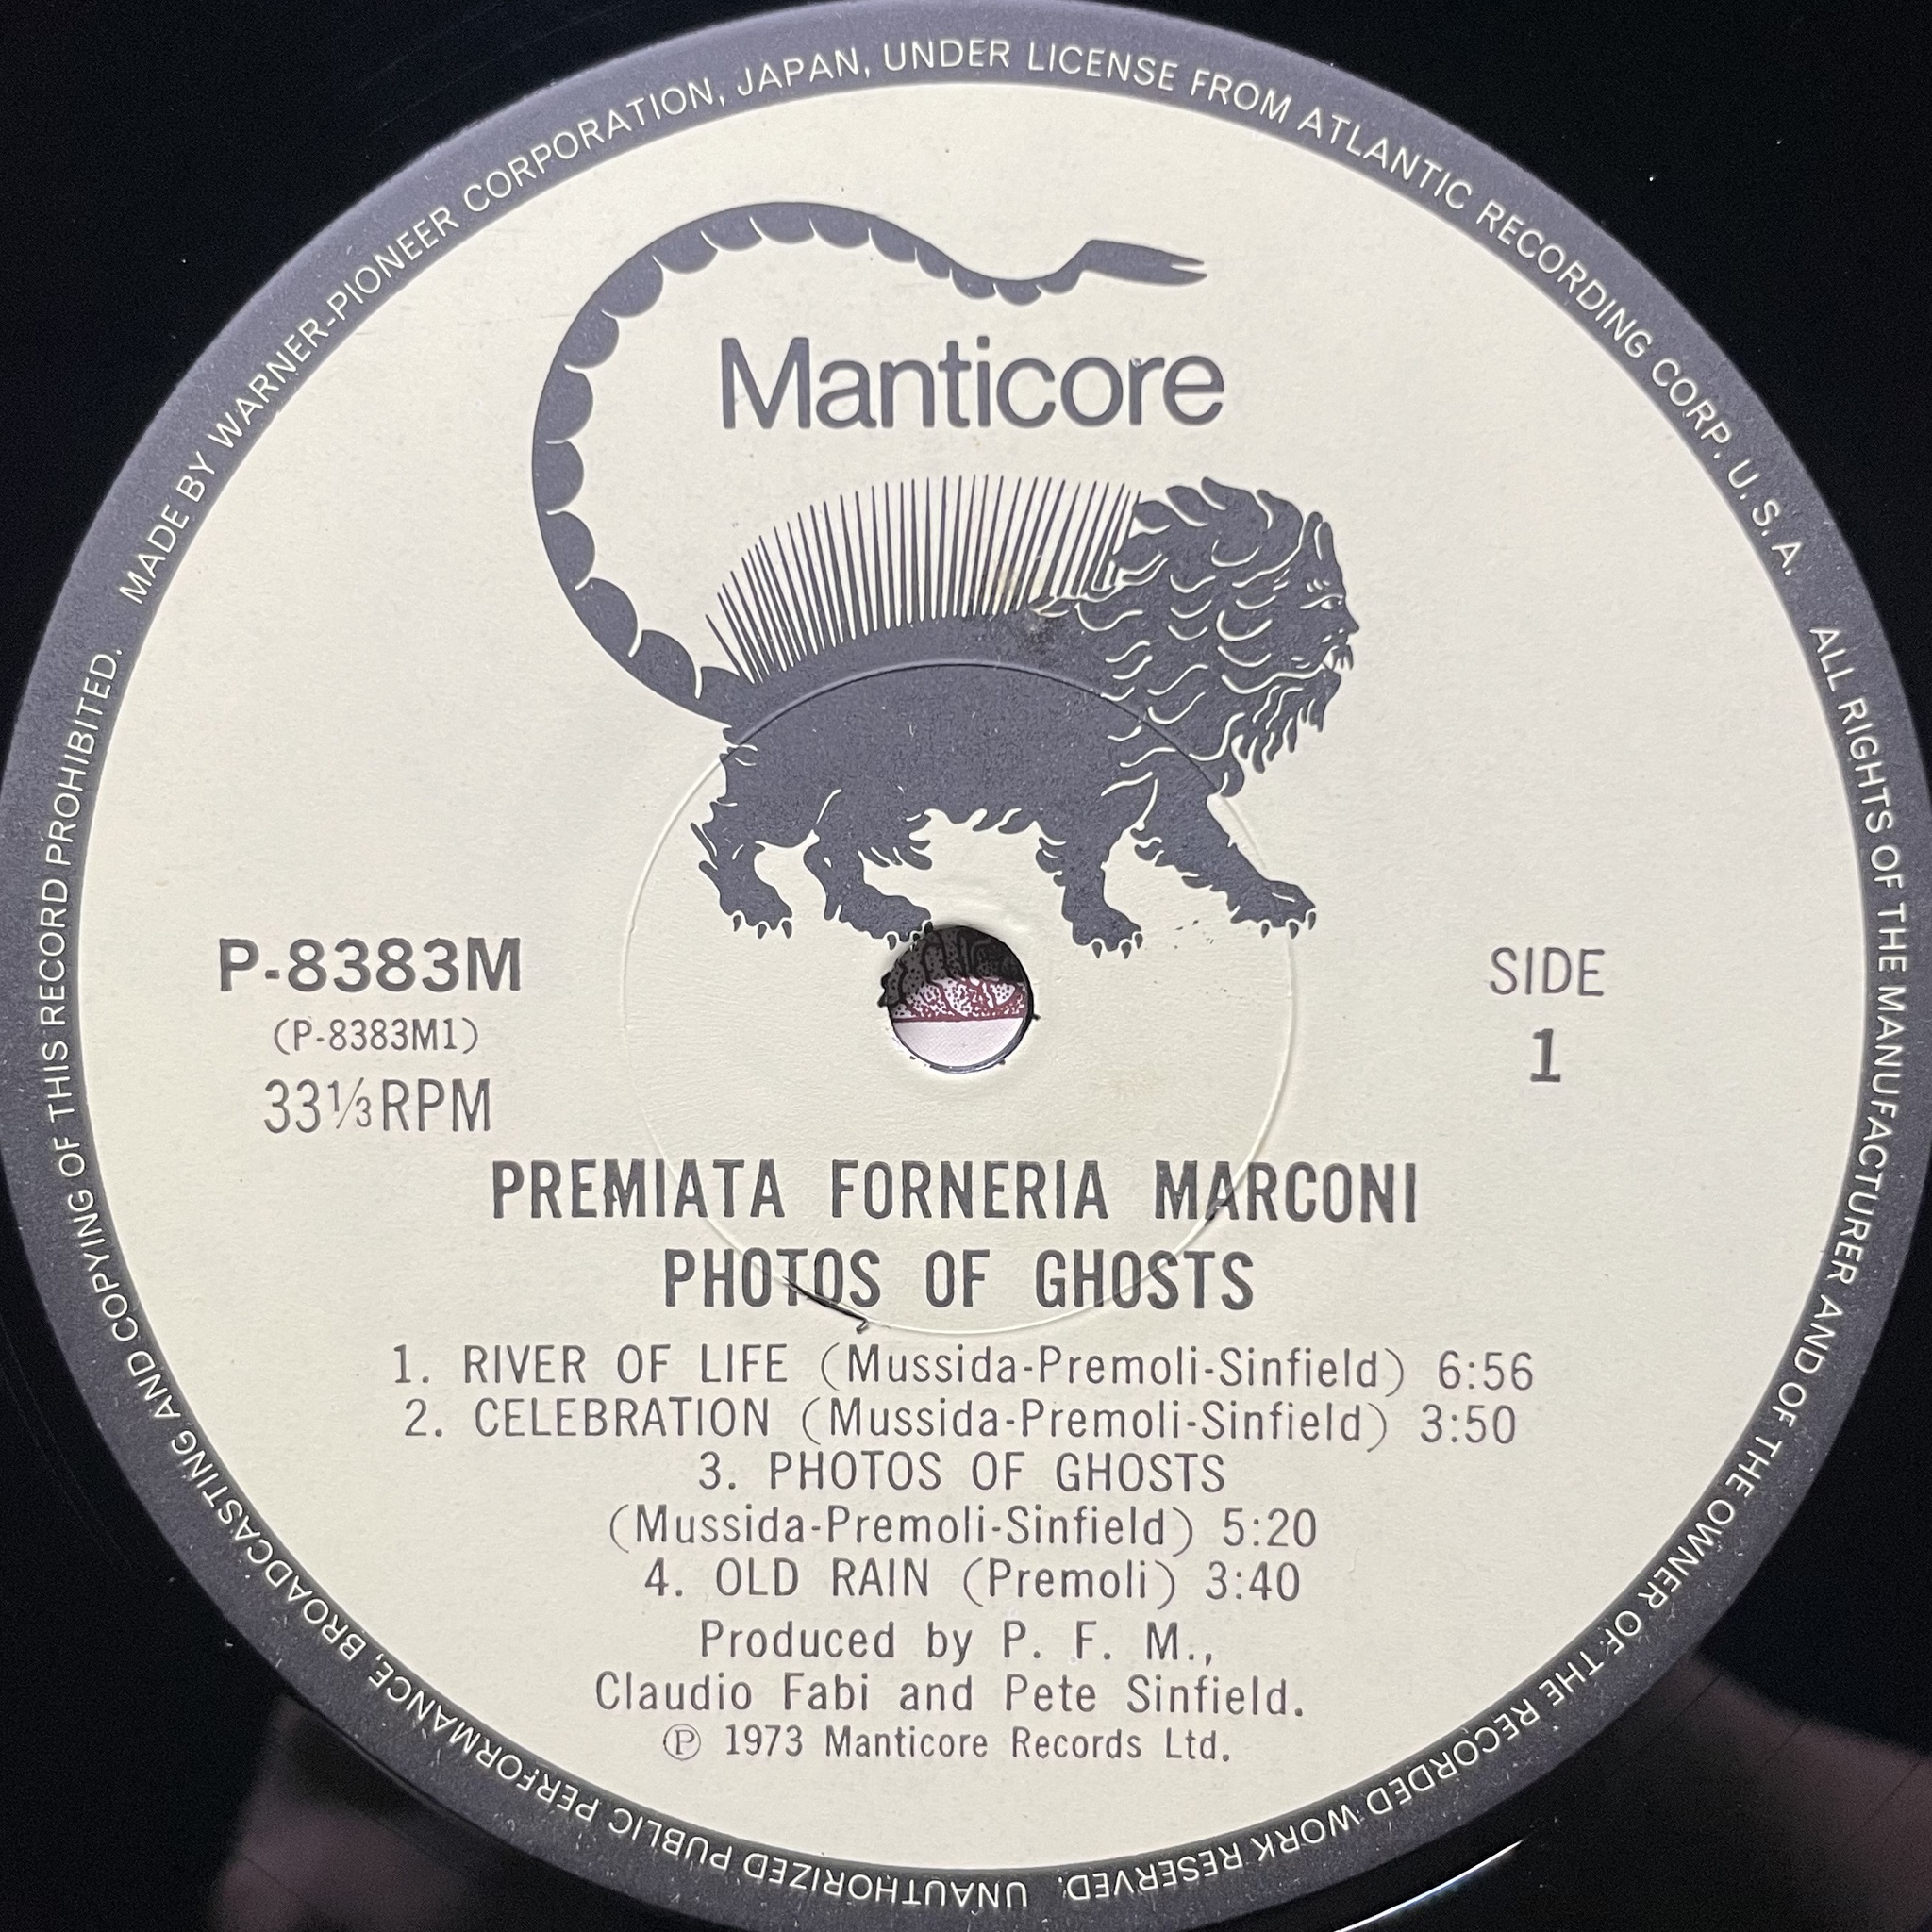 MADE BY WARNER-PIONEER CORPORATION, JAPAN, UNDER LICENSE FROM ATLANTIC RECORDING CORP. U.S.A. ALL RIGHTS OF THE MANUFACTURER AND OF THE OWNER OF THE RECORDED WORK RESERVED. UNAUTHORIZED PUBLIC PERFORMANCE, BROADCASTING AND COPYING OF THIS RECORD PROHIBITED.
Manticore
P-8383M
(P-8383M1)
33⅓RPM
SIDE
1
PREMIATA FORNERIA MARCONI
PHOTOS OF GHOSTS
1. RIVER OF LIFE (Mussida-Premoli-Sinfield) 6:56
2. CELEBRATION (Mussida-Premoli-Sinfield) 3:50
3. PHOTOS OF GHOSTS
(Mussida-Premoli-Sinfield) 5:20
4. OLD RAIN (Premoli) 3:40
Produced by P. F. M.,
Claudio Fabi and Pete Sinfield.
Ⓟ 1973 Manticore Records Ltd.